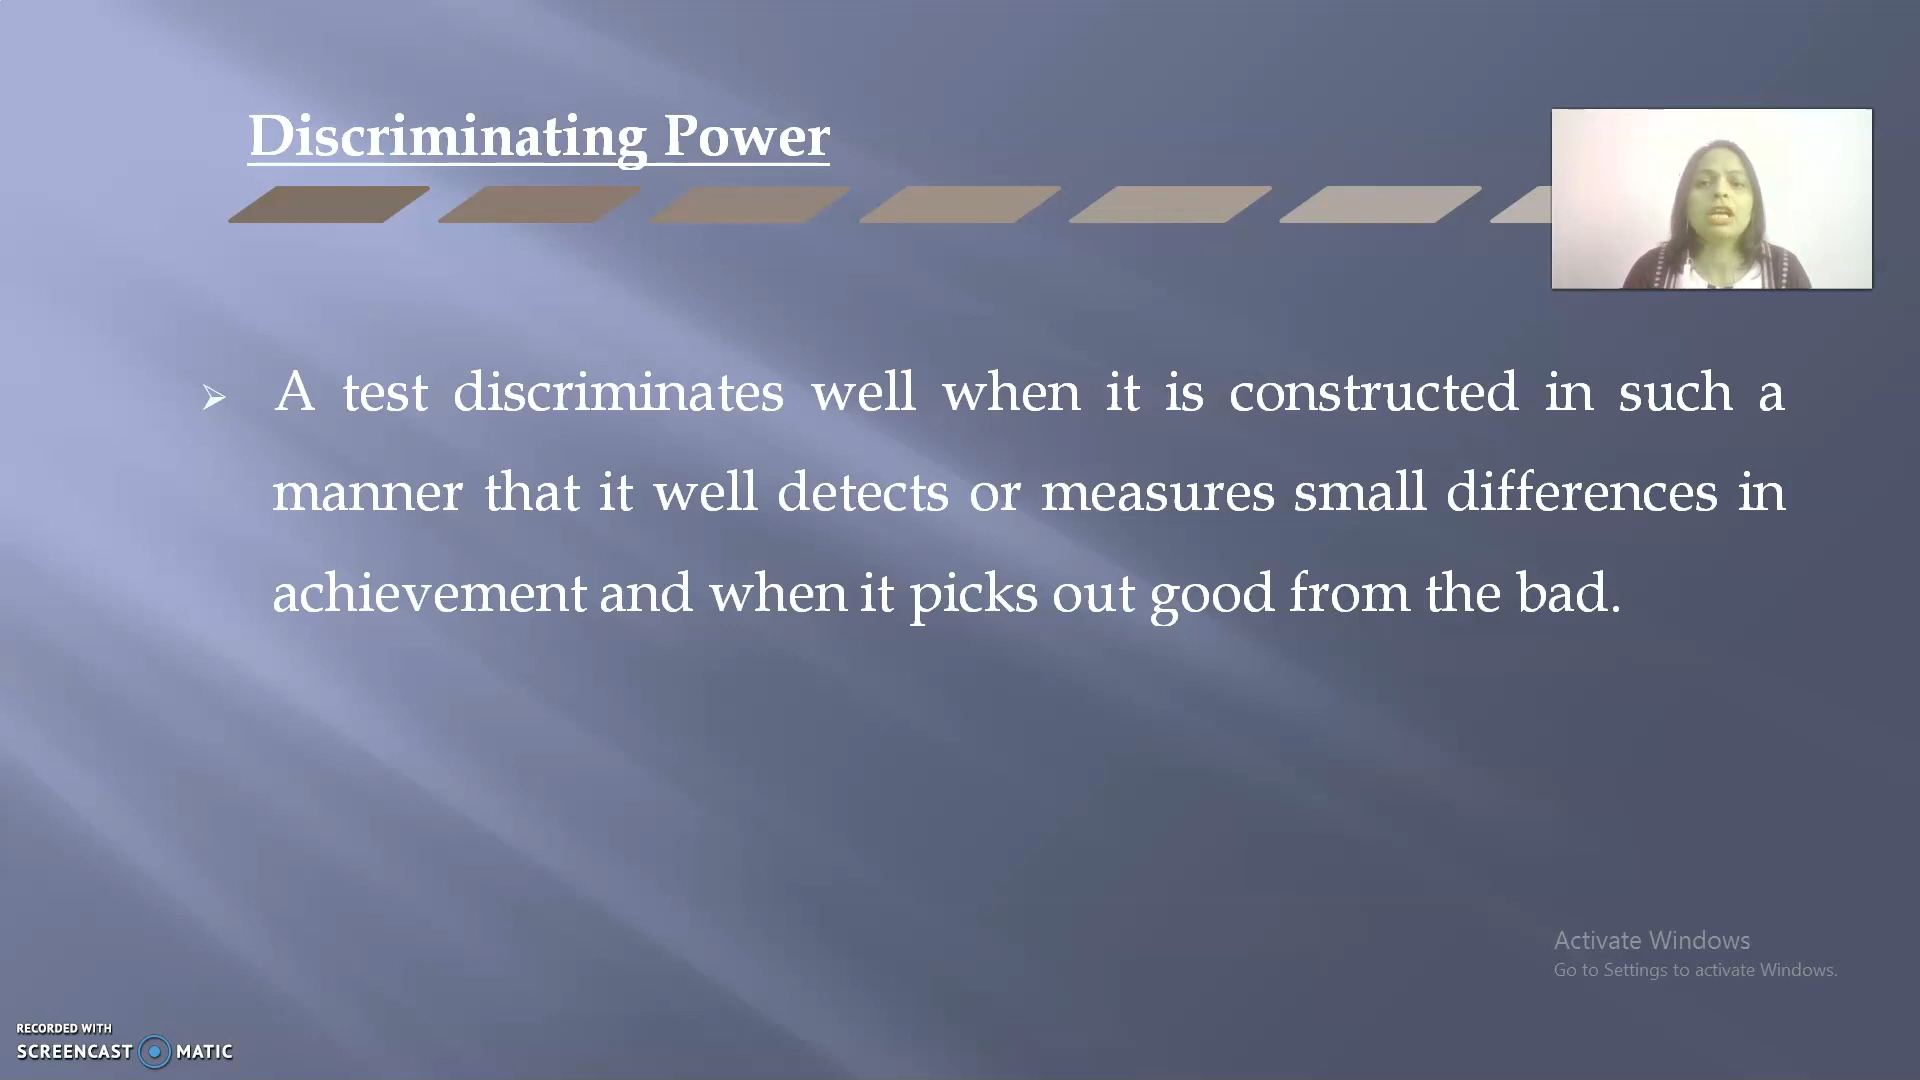 Discriminating Power
A test discriminates well when it is constructed in such a
manner that it well detects or measures small differences in
achievement and when it picks out good from the bad.
Activate Windows
Go to Settings to activate Windows.
RECORDED WITH
SCREENCAST MATIC